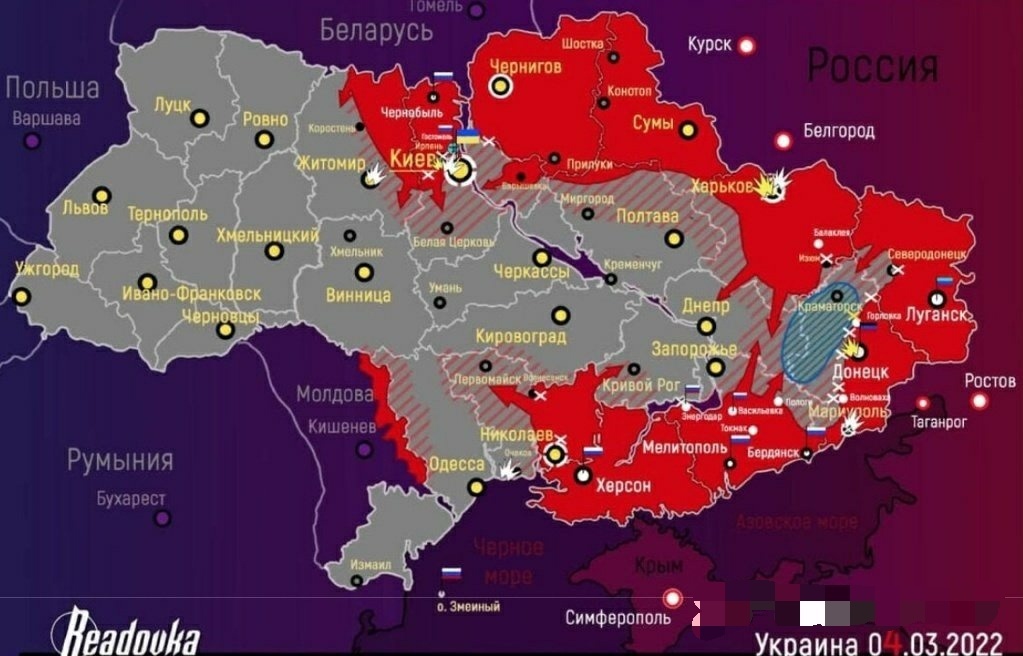 Гомель
Беларусь
Шостка
Курск
Россия
Польша
Варшава
Чернигов
Конотоп
Луцк
Ровно
Чернобыль
Сумы
Белгород
Коростень
Гостомель
Ирпень
Житомир
Киев
Прилуки
Барышевка
Харьков
Львов
Тернополь
Хмельницкий
Хмельник
Белая Церковь
Миргород
Полтава
Балаклея
Изюм
Северодонецк
Ужгород
Ивано-Франковск
Черновцы
Винница
Умань
Черкассы
Кременчуг
Днепр
Краматорск
Горловка
Луганск
Кировоград
Запорожье
Донецк
Ростов
Молдова
Первомайск
Вознесенск
Кривой Рог
Энергодар
Васильевка
Пологи
Волноваха
Мариуполь
Таганрог
Кишенев
Токмак
Николаев
Мелитополь
Бердянск
Румыния
Бухарест
Одесса
Очаков
Херсон
Азовское море
Черное
море
Крым
Измаил
о. Змеиный
Симферополь
Readovka
Украина 04.03.2022